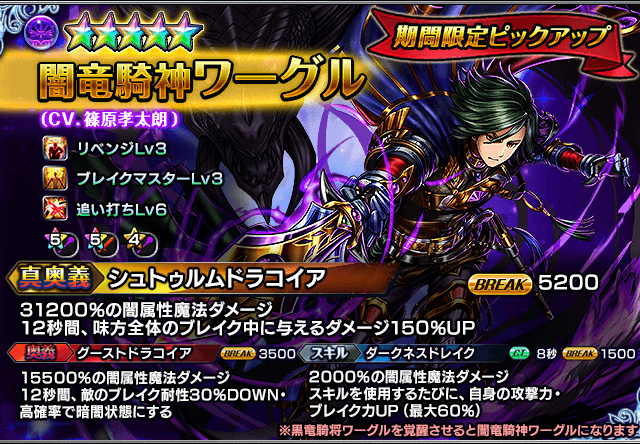 期間限定ピックアップ
闇竜騎神ワーグル
(CV.篠原孝太朗)
リベンジLv3
ブレイクマスターLv3
追い打ちLv6
5 5 4
真奥義 シュトゥルムドラコイア BREAK 5200
31200%の闇属性魔法ダメージ
12秒間、味方全体のブレイク中に与えるダメージ150%UP
奥義 グーストドラコイア BREAK 3500
15500%の闇属性魔法ダメージ
12秒間、敵のブレイク耐性30%DOWN・
高確率で暗闇状態にする
スキル ダークネスドレイク C.T. 8秒 BREAK 1500
2000%の闇属性魔法ダメージ
スキルを使用するたびに、自身の攻撃力・
ブレイク力UP（最大60%）
※黒竜騎将ワーグルを覚醒させると闇竜騎神ワーグルになります